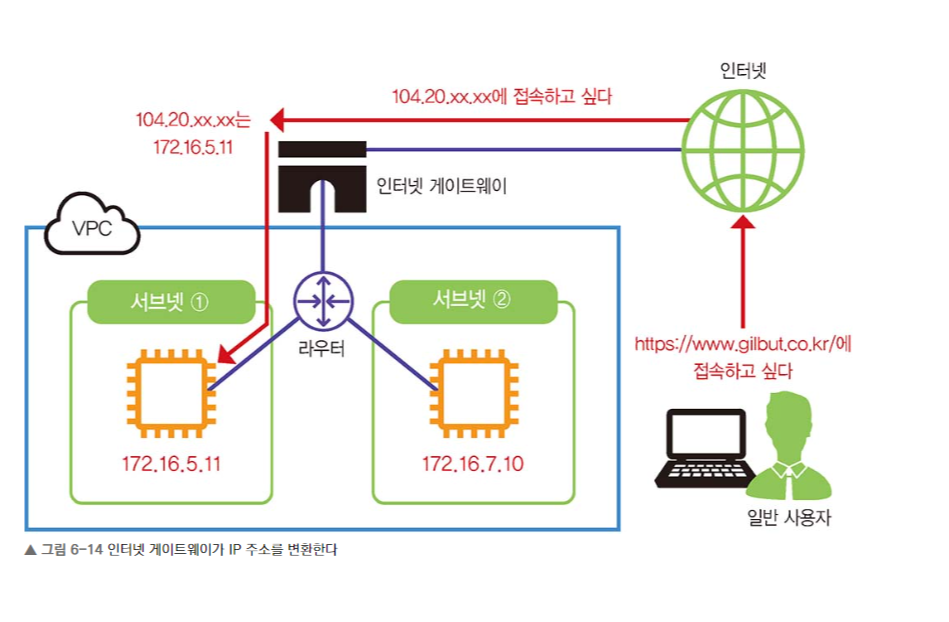 인터넷
104.20.xx.xx에 접속하고 싶다
104.20.xx.xx는
172.16.5.11
인터넷 게이트웨이
VPC
서브넷 ①
서브넷 ②
라우터
https://www.gilbut.co.kr/에
접속하고 싶다
172.16.5.11
172.16.7.10
일반 사용자
▲ 그림 6-14 인터넷 게이트웨이가 IP 주소를 변환한다